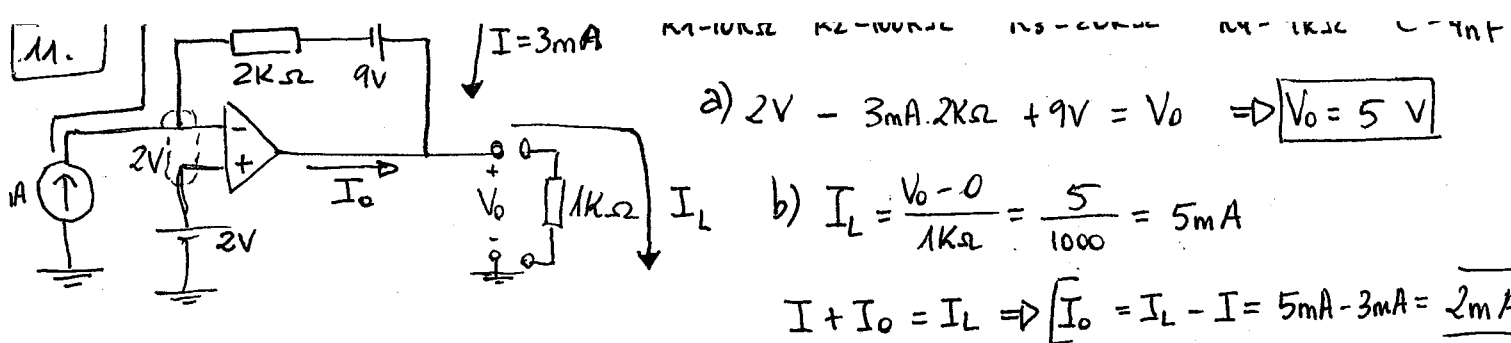 11.
I = 3mA
2KΩ
9V
2V
-
+
I₀
2V
+
V₀
-
1KΩ
I_L
a) 2V - 3mA.2KΩ + 9V = V₀ => V₀ = 5 V
b) I_L = (V₀ - 0)/1KΩ = 5/1000 = 5mA
I + I₀ = I_L => I₀ = I_L - I = 5mA - 3mA = 2mA